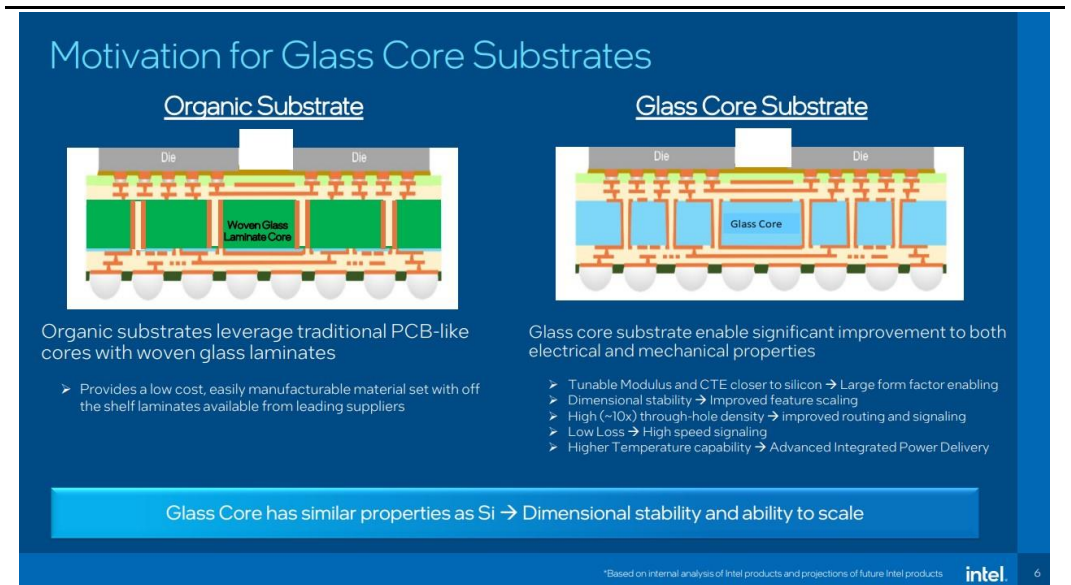 Motivation for Glass Core Substrates
Organic Substrate
Die
Die
Woven Glass
Laminate Core
Organic substrates leverage traditional PCB-like
cores with woven glass laminates
➢ Provides a low cost, easily manufacturable material set with off
the shelf laminates available from leading suppliers
Glass Core Substrate
Die
Die
Glass Core
Glass core substrate enable significant improvement to both
electrical and mechanical properties
➢ Tunable Modulus and CTE closer to silicon → Large form factor enabling
➢ Dimensional stability → Improved feature scaling
➢ High (~10x) through-hole density → improved routing and signaling
➢ Low Loss → High speed signaling
➢ Higher Temperature capability → Advanced Integrated Power Delivery
Glass Core has similar properties as Si → Dimensional stability and ability to scale
*Based on internal analysis of Intel products and projections of future Intel products
intel.
6